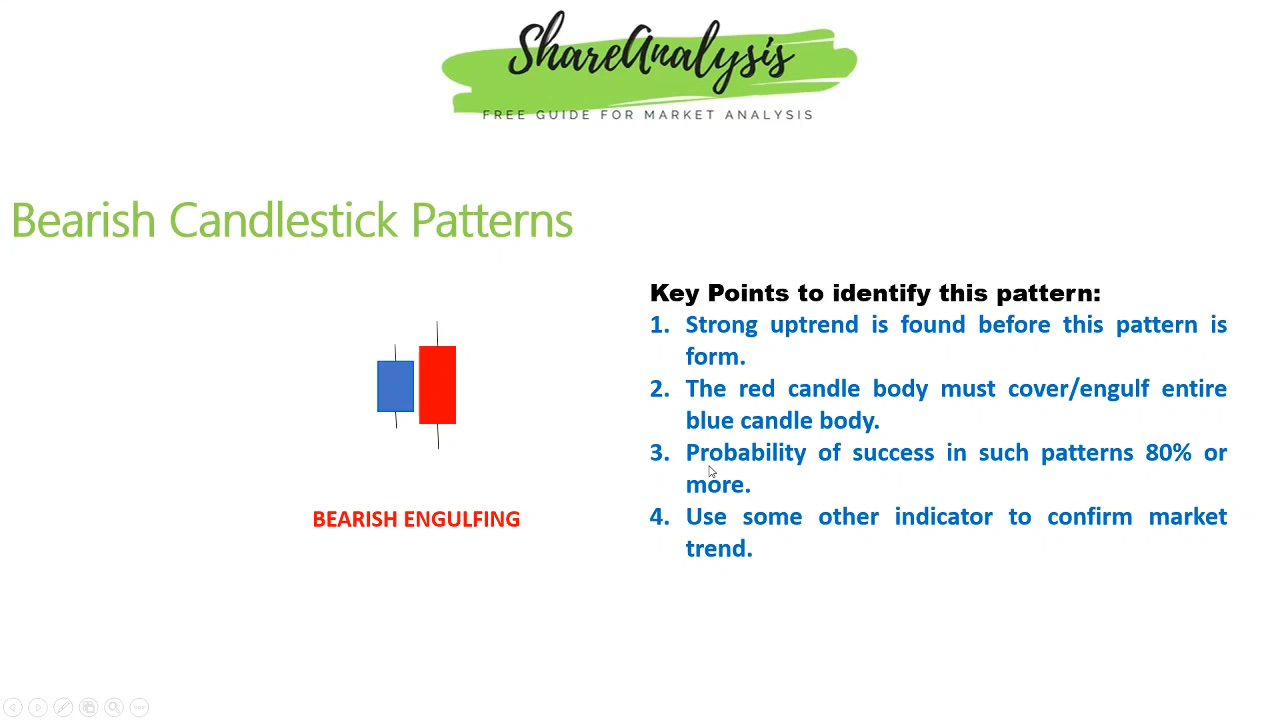 ShareAnalysis
FREE GUIDE FOR MARKET ANALYSIS
Bearish Candlestick Patterns
BEARISH ENGULFING
Key Points to identify this pattern:
1. Strong uptrend is found before this pattern is
form.
2. The red candle body must cover/engulf entire
blue candle body.
3. Probability of success in such patterns 80% or
more.
4. Use some other indicator to confirm market
trend.